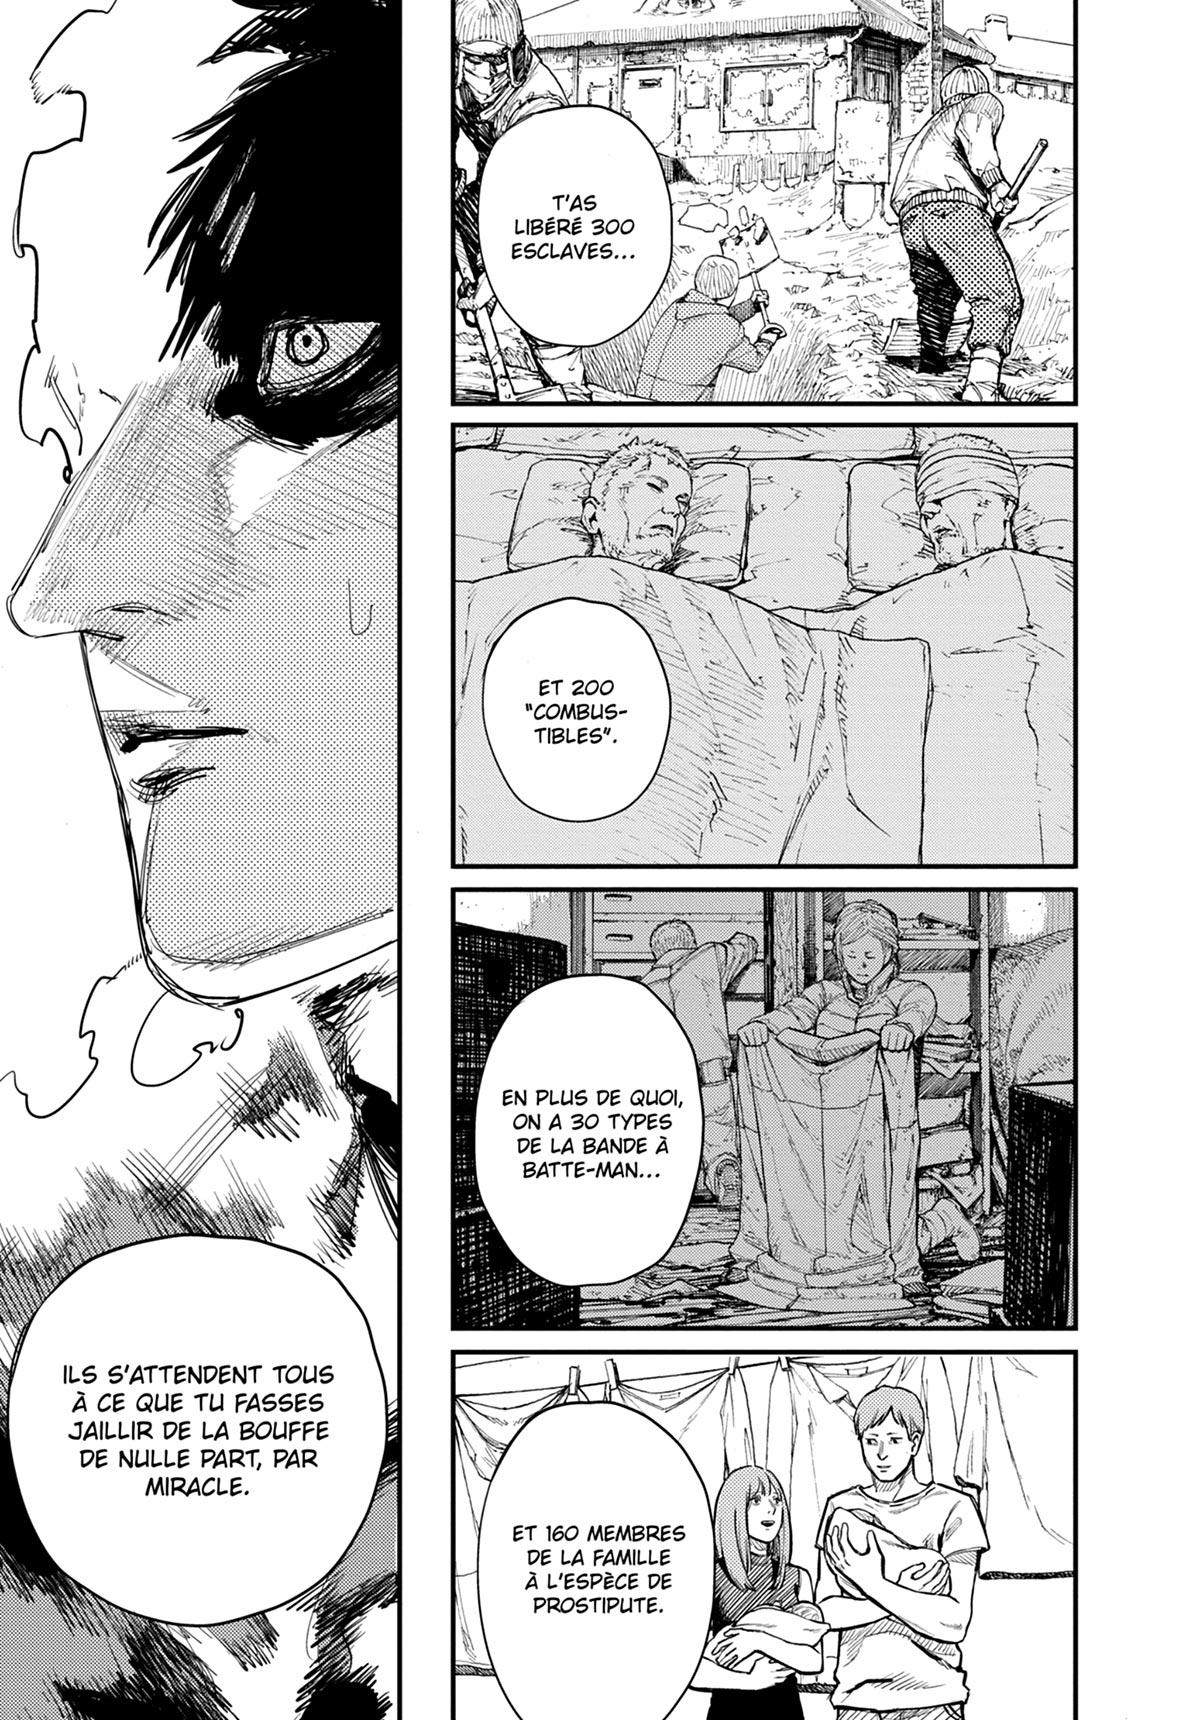 T'AS
LIBÉRÉ 300
ESCLAVES...
ET 200
"COMBUS-
TIBLES".
EN PLUS DE QUOI,
ON A 30 TYPES
DE LA BANDE À
BATTE-MAN...
ET 160 MEMBRES
DE LA FAMILLE
À L'ESPÈCE DE
PROSTIPUTE.
ILS S'ATTENDENT TOUS
À CE QUE TU FASSES
JAILLIR DE LA BOUFFE
DE NULLE PART, PAR
MIRACLE.